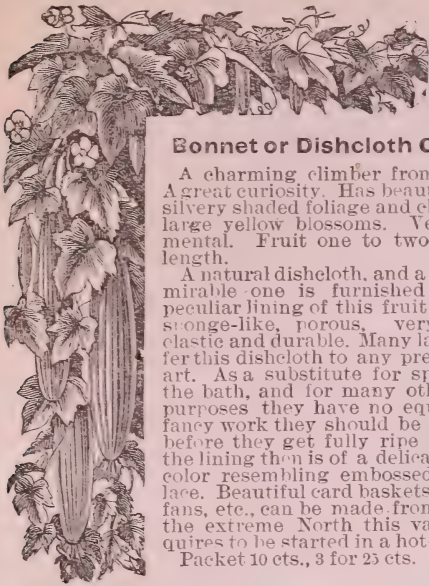 Bonnet or Dishcloth
A charming climber from
A great curiosity. Has beau
silvery shaded foliage and c
large yellow blossoms. Ve
mental. Fruit one to two
length.
A natural dishcloth, and a
mirable one is furnished
peculiar lining of this fruit
sponge-like, porous, very
elastic and durable. Many la
fer this dishcloth to any pre
art. As a substitute for sp
the bath, and for many oth
purposes they have no equ
fancy work they should be
before they get fully ripe
the lining then is of a delica
color resembling embossed
lace. Beautiful card baskets
fans, etc., can be made from
the extreme North this va
quires to be started in a hot
Packet 10 cts., 3 for 25 cts.